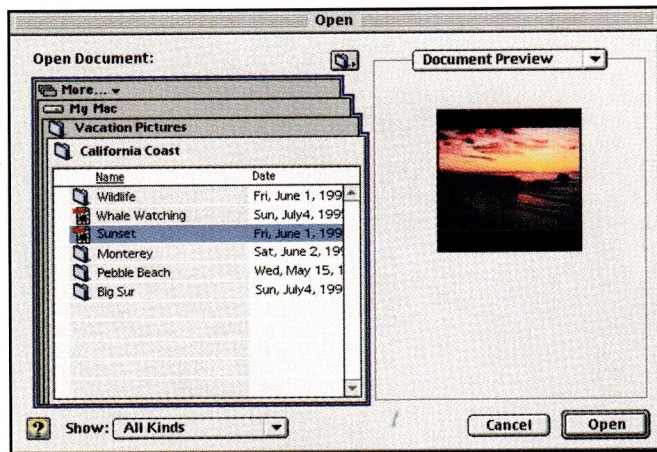 Open
Open Document:
Document Preview
More...
My Mac
Vacation Pictures
California Coast
Name Date
Wildlife Fri, June 1, 199
Whale Watching Sun, July4, 199
Sunset Fri, June 1, 199
Monterey Sat, June 2, 199
Pebble Beach Wed, May 15, 1
Big Sur Sun, July4, 199
? Show: All Kinds
Cancel Open